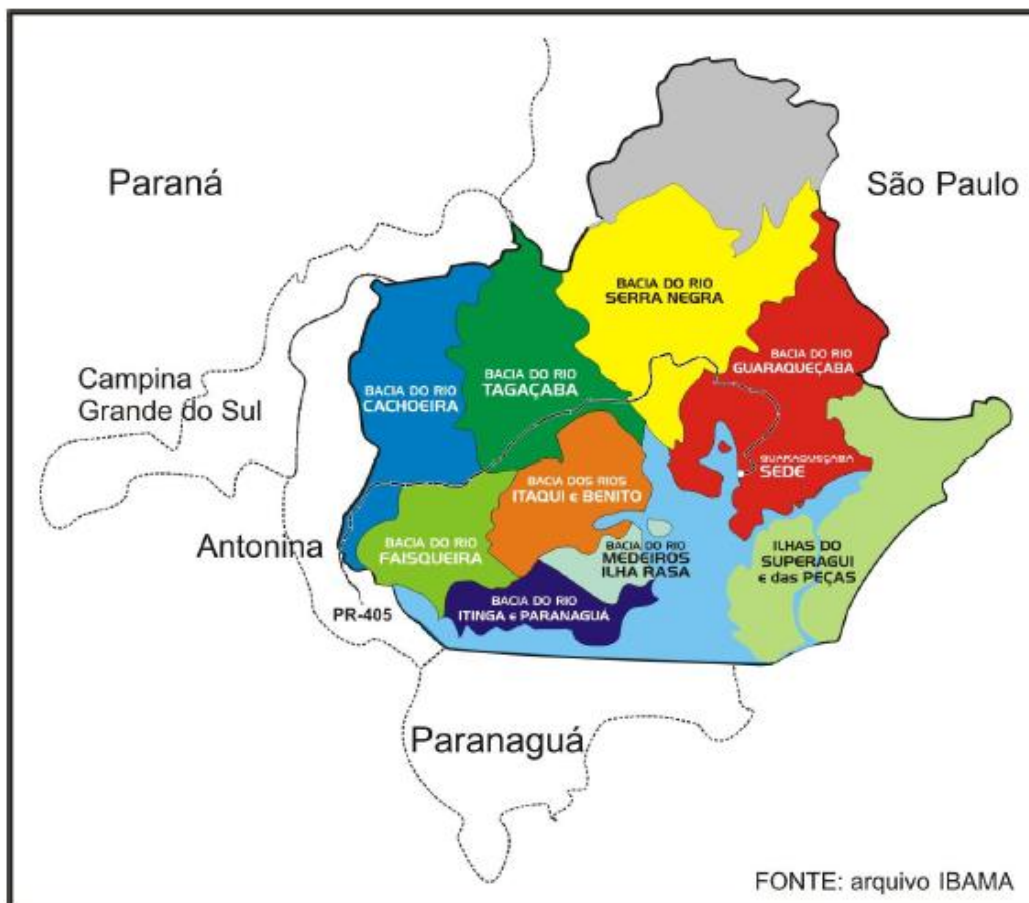 Paraná
São Paulo
BACIA DO RIO
SERRA NEGRA
BACIA DO RIO
GUARAQUEÇABA
BACIA DO RIO
TAGAÇABA
BACIA DO RIO
CACHOEIRA
Campina
Grande do Sul
GUARAQUEÇABA
SEDE
BACIA DOS RIOS
ITAQUI e BENITO
Antonina
BACIA DO RIO
FAISQUEIRA
BACIA DO RIO
MEDEIROS
ILHA RASA
ILHAS DO
SUPERAGUI
e das PEÇAS
BACIA DO RIO
ITINGA e PARANAGUÁ
PR-405
Paranaguá
FONTE: arquivo IBAMA